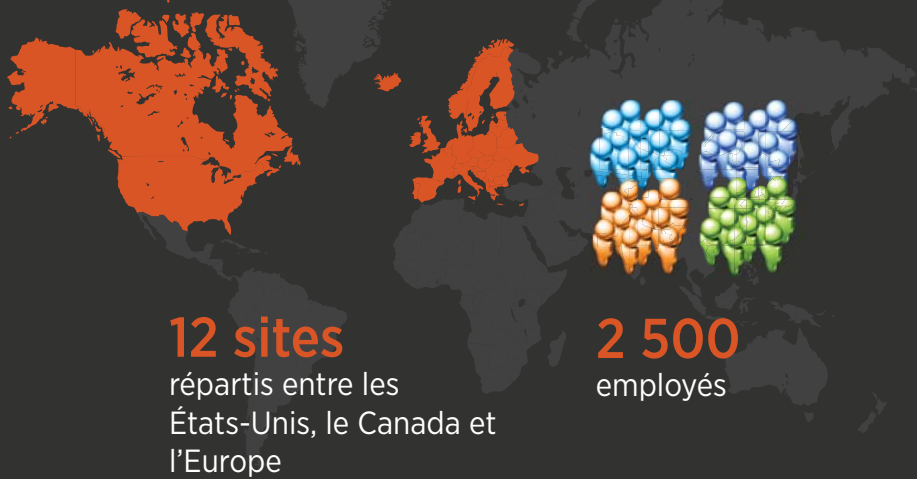 12 sites
répartis entre les
États-Unis, le Canada et
l’Europe
2 500
employés